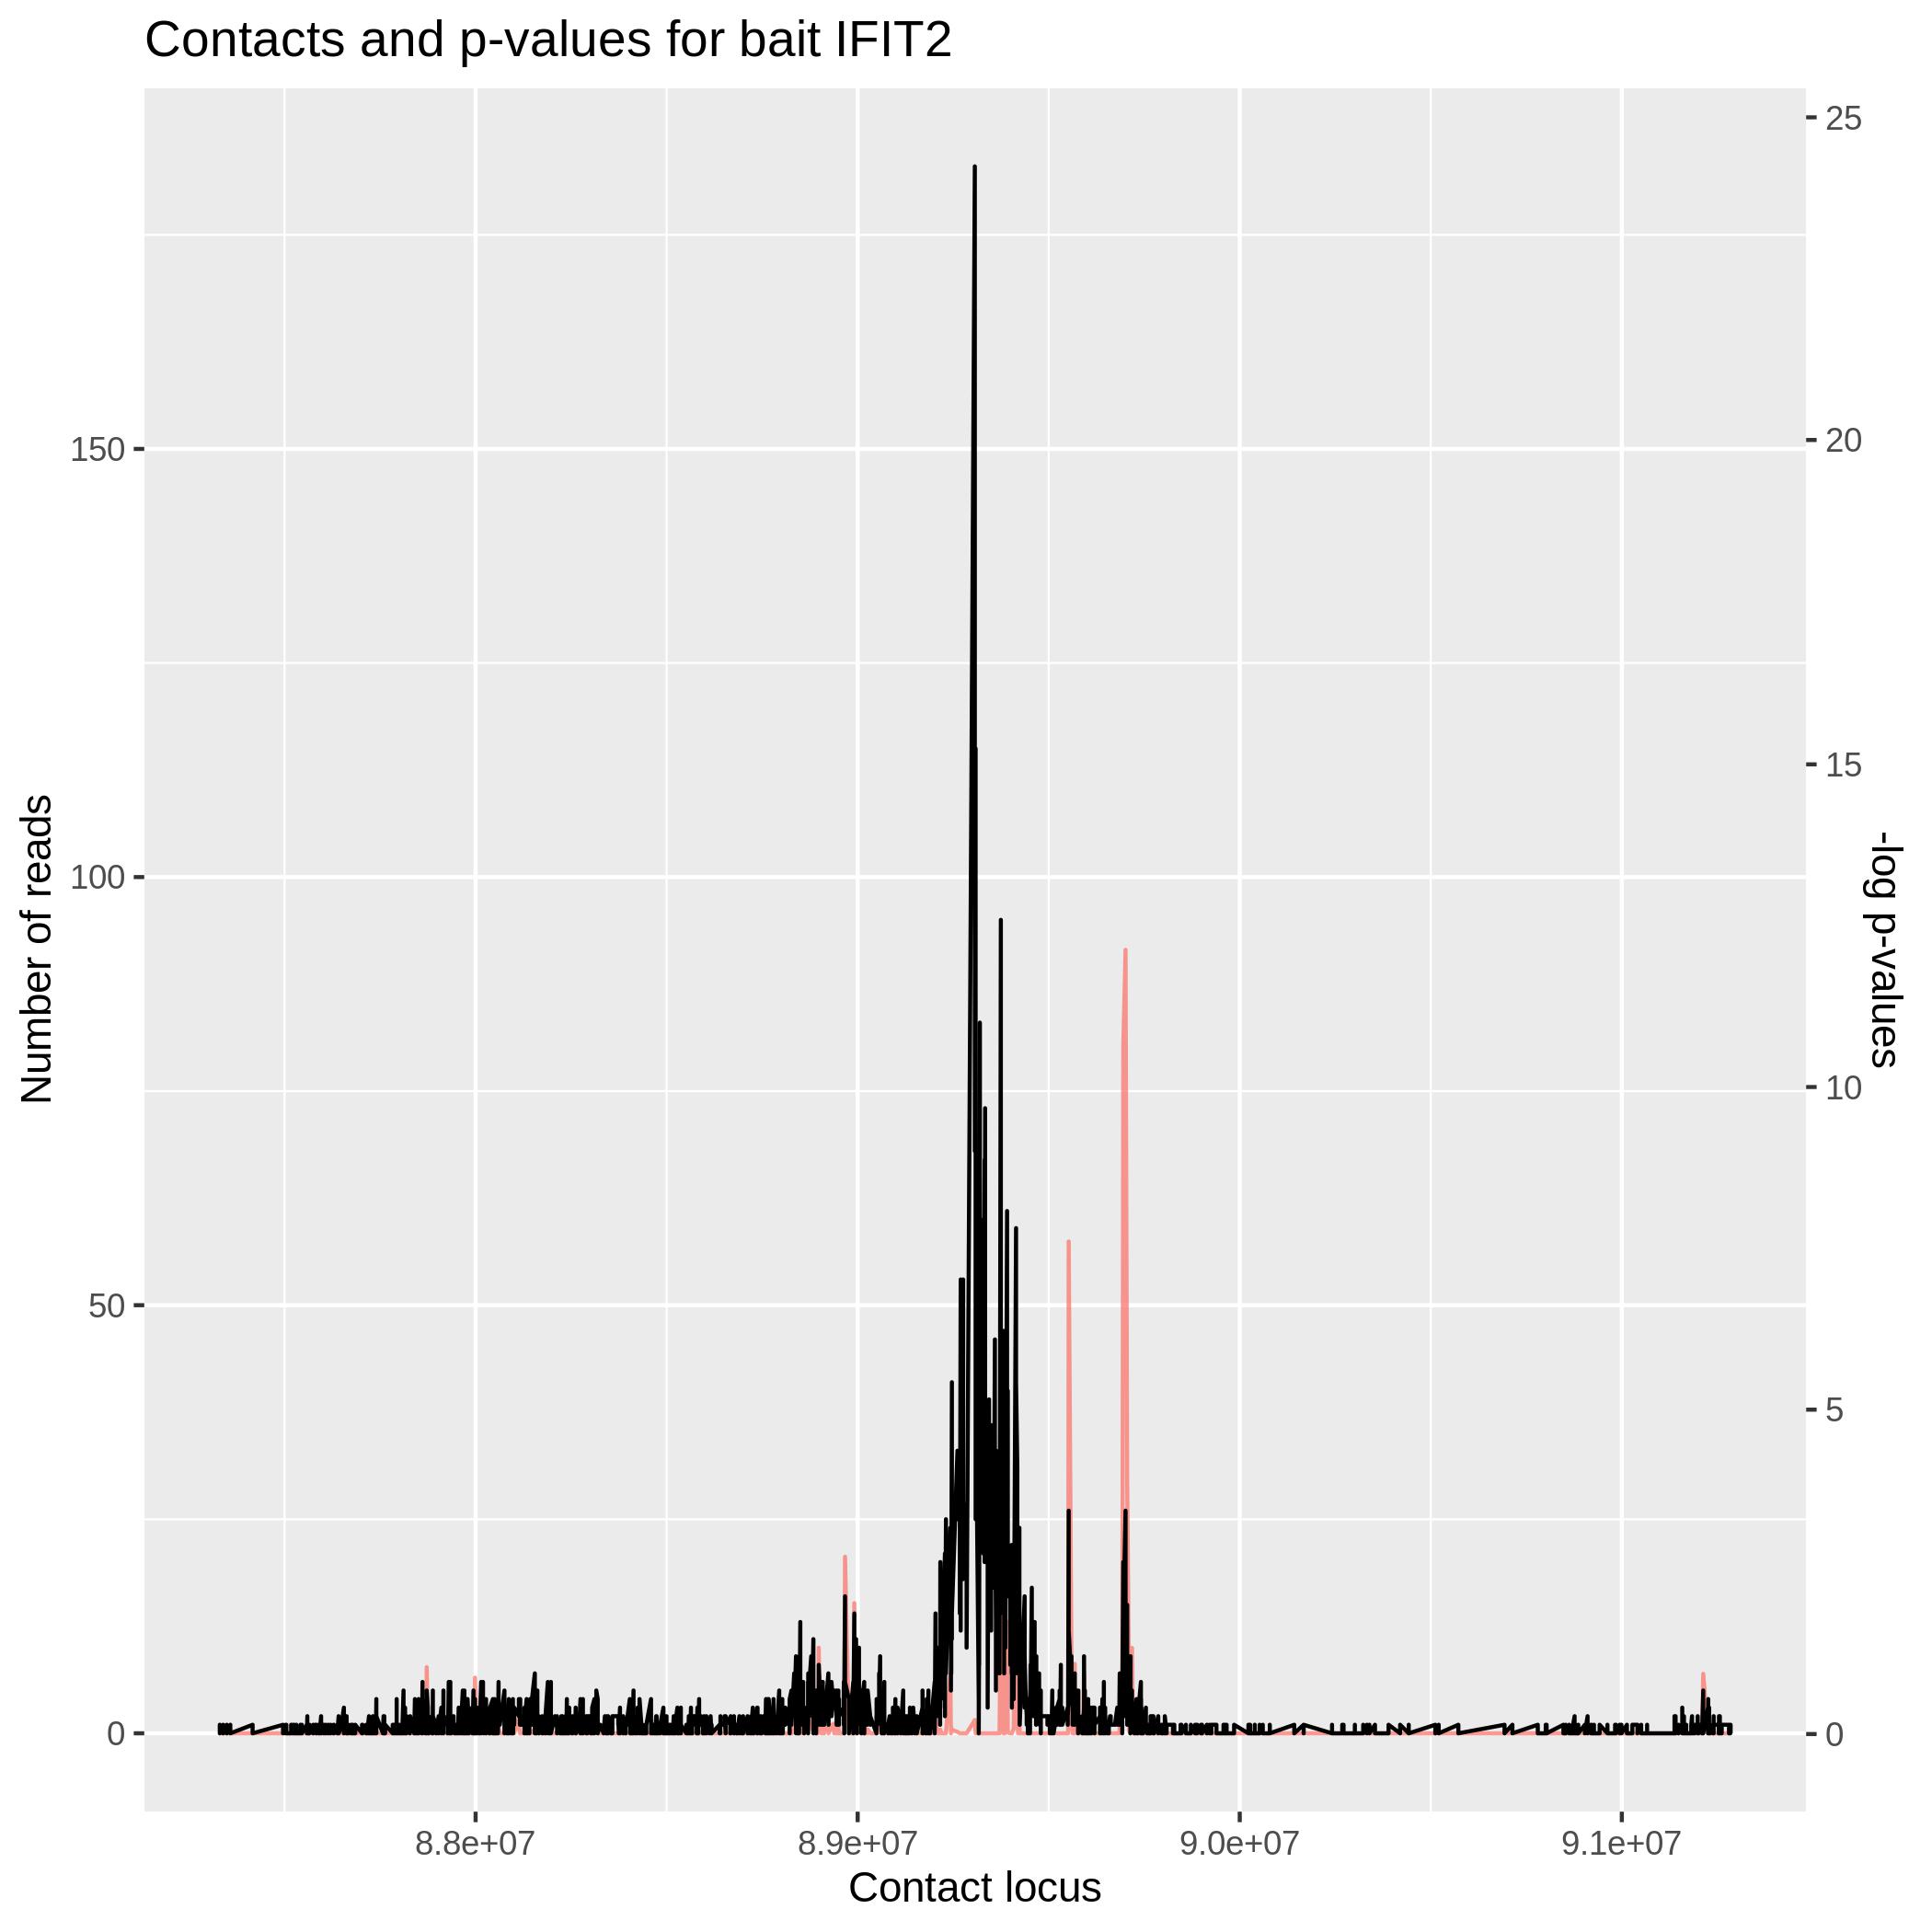 Contacts and p-values for bait IFIT2
Number of reads
150
100
50
0
25
20
15
10
5
0
-log p-values
8.8e+07
8.9e+07
9.0e+07
9.1e+07
Contact locus